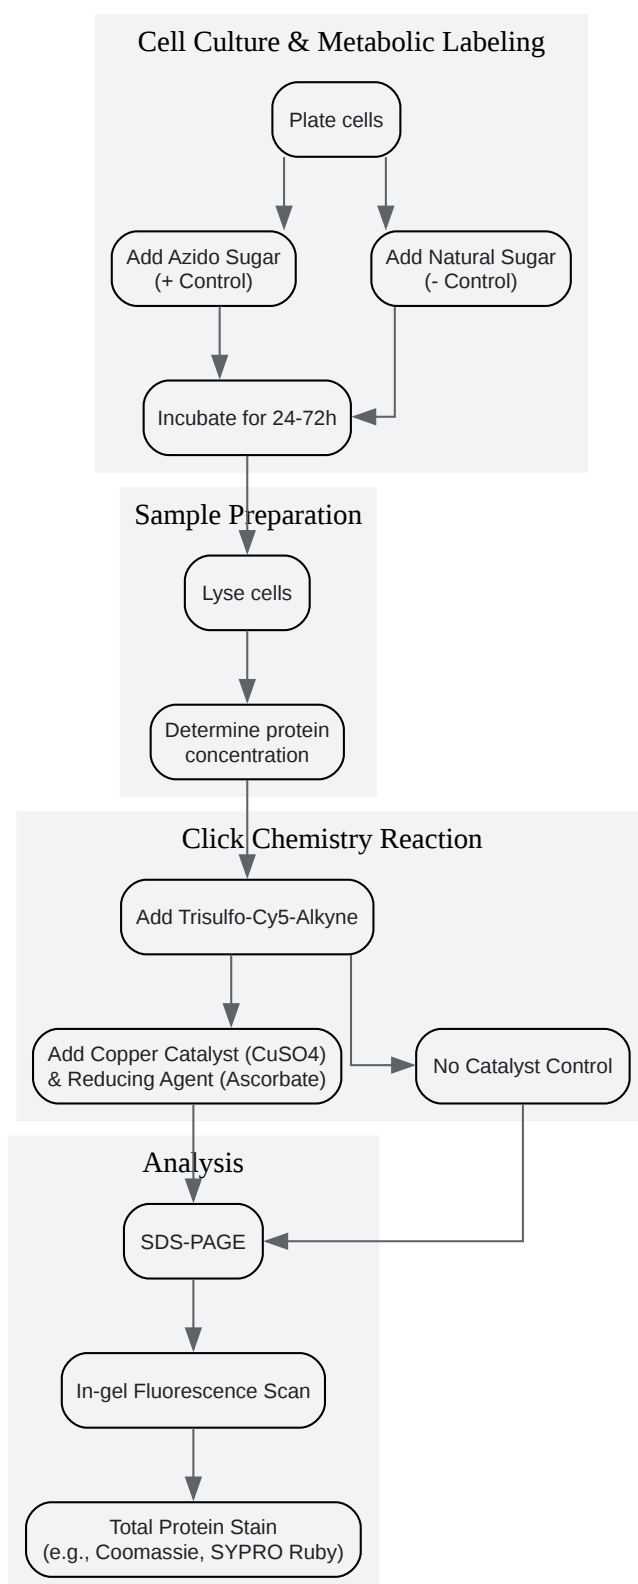 Cell Culture & Metabolic Labeling
Plate cells
Add Azido Sugar
(+ Control)
Add Natural Sugar
(- Control)
Incubate for 24-72h
Sample Preparation
Lyse cells
Determine protein
concentration
Click Chemistry Reaction
Add Trisulfo-Cy5-Alkyne
Add Copper Catalyst (CuSO4)
& Reducing Agent (Ascorbate)
No Catalyst Control
Analysis
SDS-PAGE
In-gel Fluorescence Scan
Total Protein Stain
(e.g., Coomassie, SYPRO Ruby)